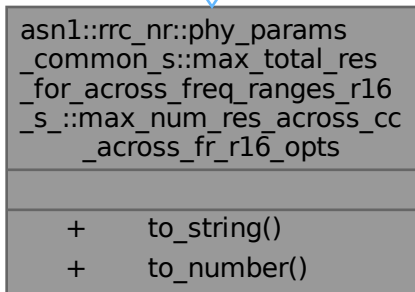 asn1::rrc_nr::phy_params
_common_s::max_total_res
_for_across_freq_ranges_r16
_s_::max_num_res_across_cc
_across_fr_r16_opts
+ to_string()
+ to_number()